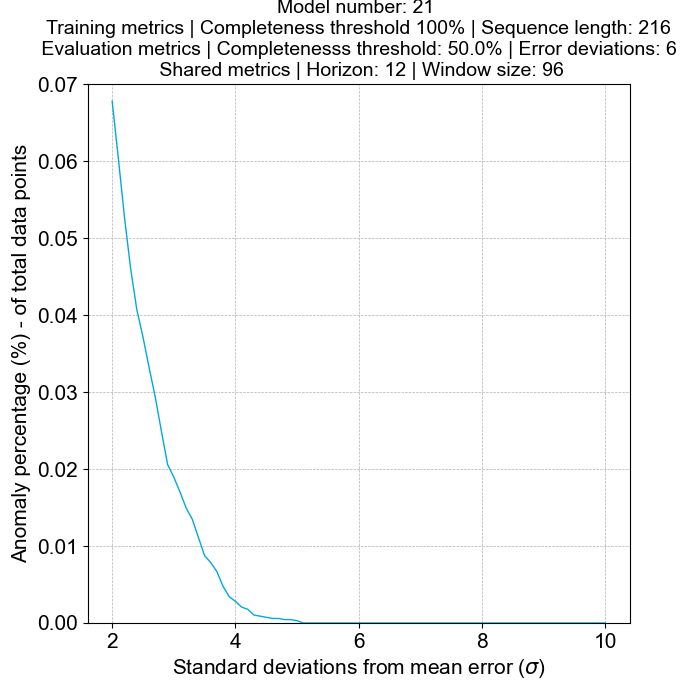 Model number: 21
Training metrics | Completeness threshold 100% | Sequence length: 216
Evaluation metrics | Completenesss threshold: 50.0% | Error deviations: 6
Shared metrics | Horizon: 12 | Window size: 96
0.07
0.06
0.05
0.04
0.03
0.02
0.01
0.00
Anomaly percentage (%) - of total data points
2 4 6 8 10
Standard deviations from mean error (σ)